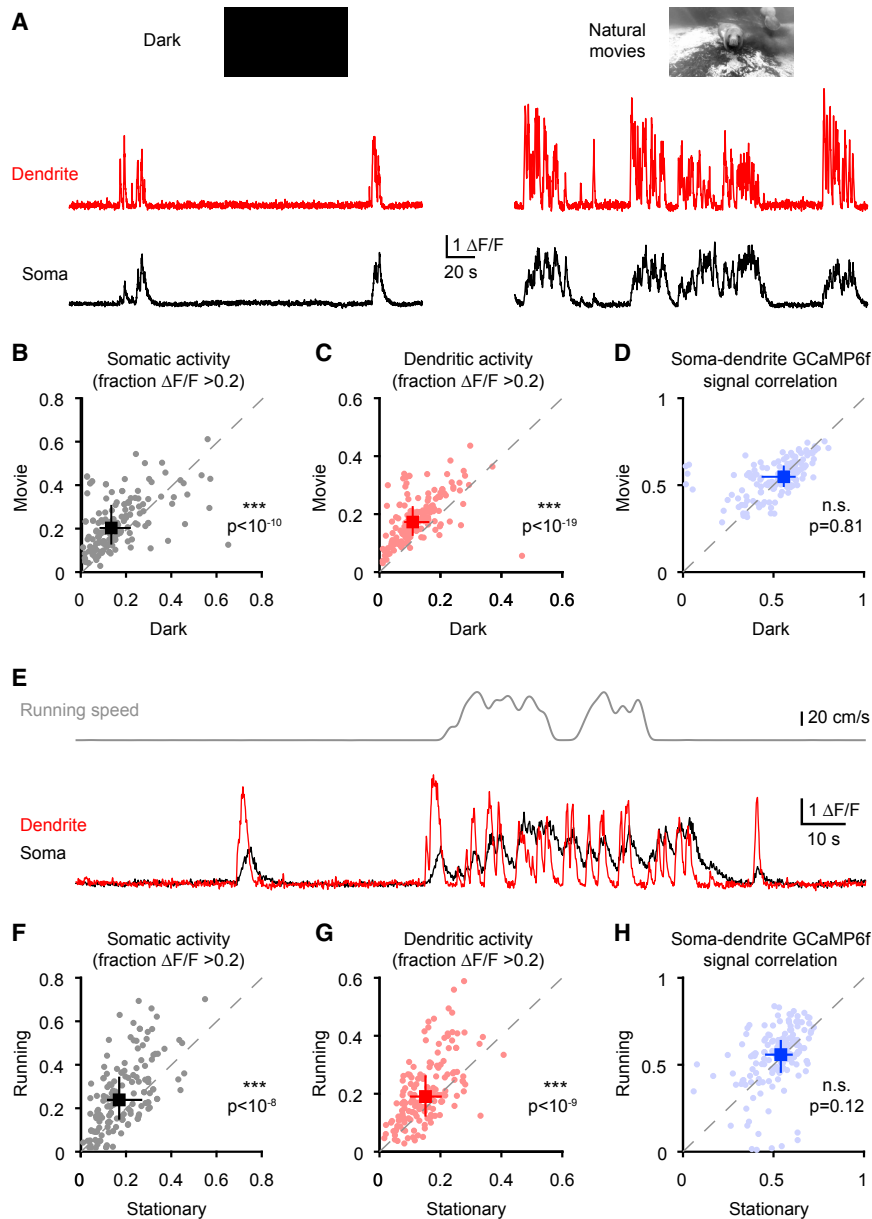 A
Dark
Natural
movies
Dendrite
Soma
1 ΔF/F
20 s
B
Somatic activity
(fraction ΔF/F >0.2)
Movie
0.8
0.6
0.4
0.2
0
0
0.2
0.4
0.6
0.8
Dark
***
p<10⁻¹⁰
C
Dendritic activity
(fraction ΔF/F >0.2)
Movie
0.6
0.4
0.2
0
0
0.2
0.4
0.6
Dark
***
p<10⁻¹⁹
D
Soma-dendrite GCaMP6f
signal correlation
Movie
1
0.5
0
0
0.5
1
Dark
n.s.
p=0.81
E
Running speed
20 cm/s
Dendrite
Soma
1 ΔF/F
10 s
F
Somatic activity
(fraction ΔF/F >0.2)
Running
0.8
0.6
0.4
0.2
0
0
0.2
0.4
0.6
0.8
Stationary
***
p<10⁻⁸
G
Dendritic activity
(fraction ΔF/F >0.2)
Running
0.6
0.4
0.2
0
0
0.2
0.4
0.6
Stationary
***
p<10⁻⁹
H
Soma-dendrite GCaMP6f
signal correlation
Running
1
0.5
0
0
0.5
1
Stationary
n.s.
p=0.12